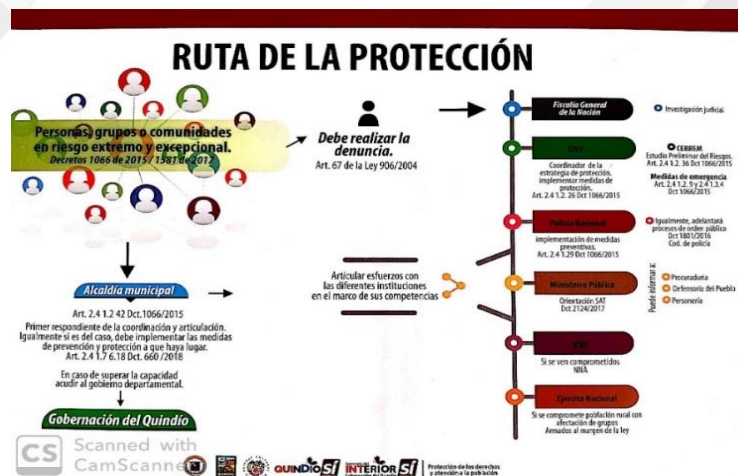 RUTA DE LA PROTECCIÓN
Personas, grupos o comunidades
en riesgo extremo y excepcional.
Decretos 1066 de 2015 / 1581 de 2017
Debe realizar la
denuncia.
Art. 67 de la Ley 906/2004
Alcaldía municipal
Art. 2.4 1.2 42 Dct.1066/2015
Primer respondiente de la coordinación y articulación.
Igualmente si es del caso, debe implementar las medidas
de prevención y protección a que haya lugar.
Art. 2.4 1.7 6.18 Dct. 660 /2018
En caso de superar la capacidad
acudir al gobierno departamental.
Gobernación del Quindío
Articular esfuerzos con
las diferentes instituciones
en el marco de sus competencias
Fiscalía General
de la Nación
Investigación judicial.
Coordinador de la
estrategia de protección.
implementar medidas de
protección.
Art. 2.4 1.2. 26 Dct 1066/2015
CERREM
Estudio Preliminar del Riesgos.
Art. 2.4 1.2. 36 Dct 1066/2015
Medidas de emergencia
Art. 2.4 1.2. 9 y 2.4 1.3.4
Dct 1066/2015
Policía Nacional
implementación de medidas
preventivas.
Art. 2.4 1.29 Dct 1066/2015
Igualmente, adelantará
procesos de orden público
Dct 1801/2016
Cod. de policía
Ministerio Público
Orientación SAT
Dct 2124/2017
Puede informar a:
Procuraduría
Defensoría del Pueblo
Personería
Si se ven comprometidos
NNA.
Ejercito Nacional
Si se compromete población rural con
afectación de grupos
Armados al margen de la ley
CS Scanned with
CamScanne
QUINDÍO SÍ
INTERIOR SÍ
Protección de los derechos
y atención a la población